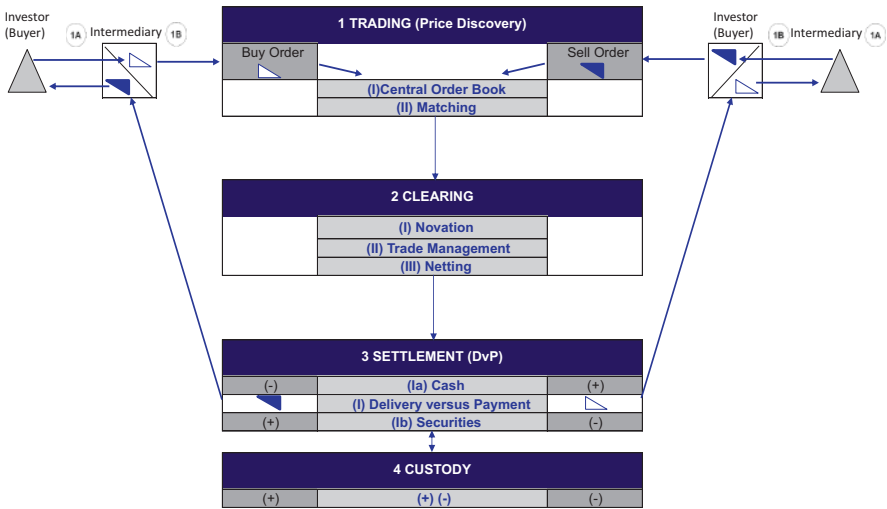 Investor
(Buyer)
1A
Intermediary
1B
1 TRADING (Price Discovery)
Buy Order
Sell Order
(I)Central Order Book
(II) Matching
Investor
(Buyer)
1B
Intermediary
1A
2 CLEARING
(I) Novation
(II) Trade Management
(III) Netting
3 SETTLEMENT (DvP)
(-) (Ia) Cash (+)
(I) Delivery versus Payment
(+) (Ib) Securities (-)
4 CUSTODY
(+) (+) (-) (-)